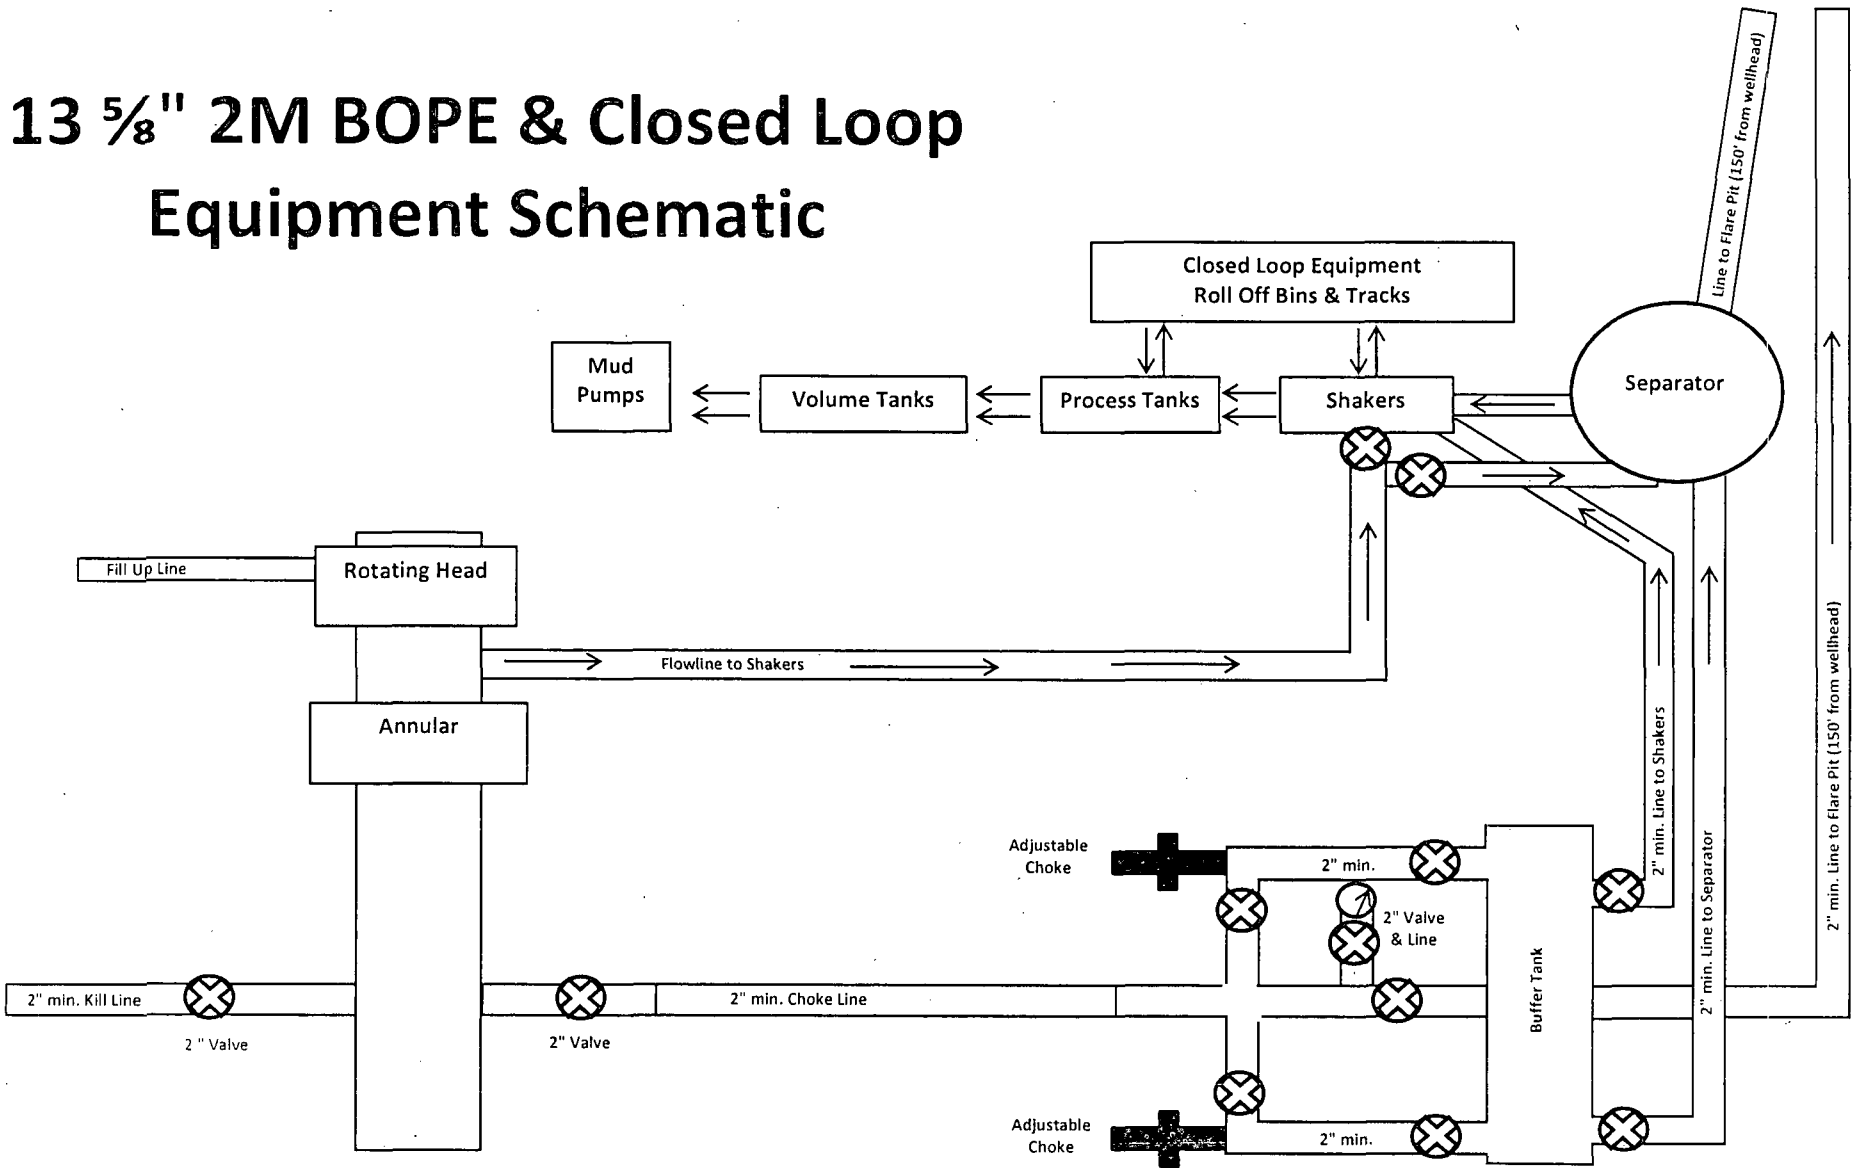 13 ⅝" 2M BOPE & Closed Loop
Equipment Schematic
Line to Flare Pit (150' from wellhead)
Closed Loop Equipment
Roll Off Bins & Tracks
Mud
Pumps
Volume Tanks
Process Tanks
Shakers
Separator
Fill Up Line
Rotating Head
Flowline to Shakers
Annular
2" min. Line to Shakers
2" min. Line to Separator
2" min. Line to Flare Pit (150' from wellhead)
Adjustable
Choke
2" min.
2" Valve
& Line
Buffer Tank
2" min. Kill Line
2" min. Choke Line
2 " Valve
2" Valve
Adjustable
Choke
2" min.